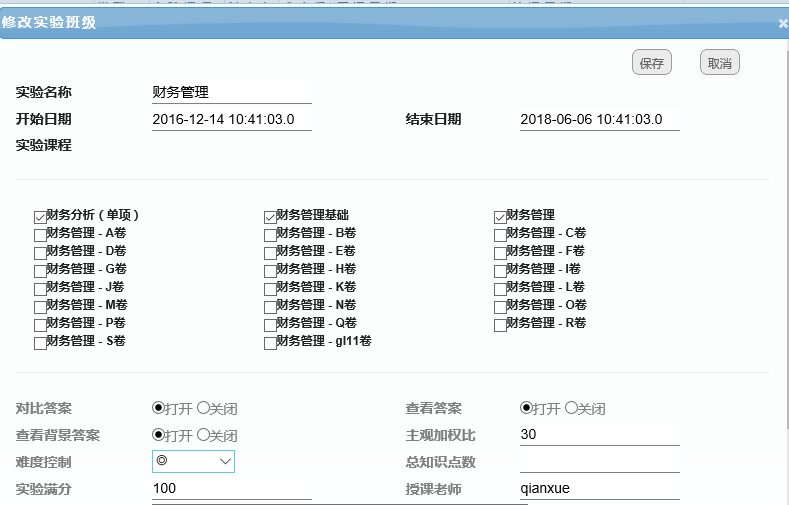 修改实验班级
保存 取消
实验名称 财务管理
开始日期 2016-12-14 10:41:03.0 结束日期 2018-06-06 10:41:03.0
实验课程
财务分析（单项） 财务管理基础 财务管理
财务管理 - A卷 财务管理 - B卷 财务管理 - C卷
财务管理 - D卷 财务管理 - E卷 财务管理 - F卷
财务管理 - G卷 财务管理 - H卷 财务管理 - I卷
财务管理 - J卷 财务管理 - K卷 财务管理 - L卷
财务管理 - M卷 财务管理 - N卷 财务管理 - O卷
财务管理 - P卷 财务管理 - Q卷 财务管理 - R卷
财务管理 - S卷 财务管理 - gl11卷
对比答案 打开 关闭 查看答案 打开 关闭
查看背景答案 打开 关闭 主观加权比 30
难度控制 ◎ 总知识点数
实验满分 100 授课老师 qianxue